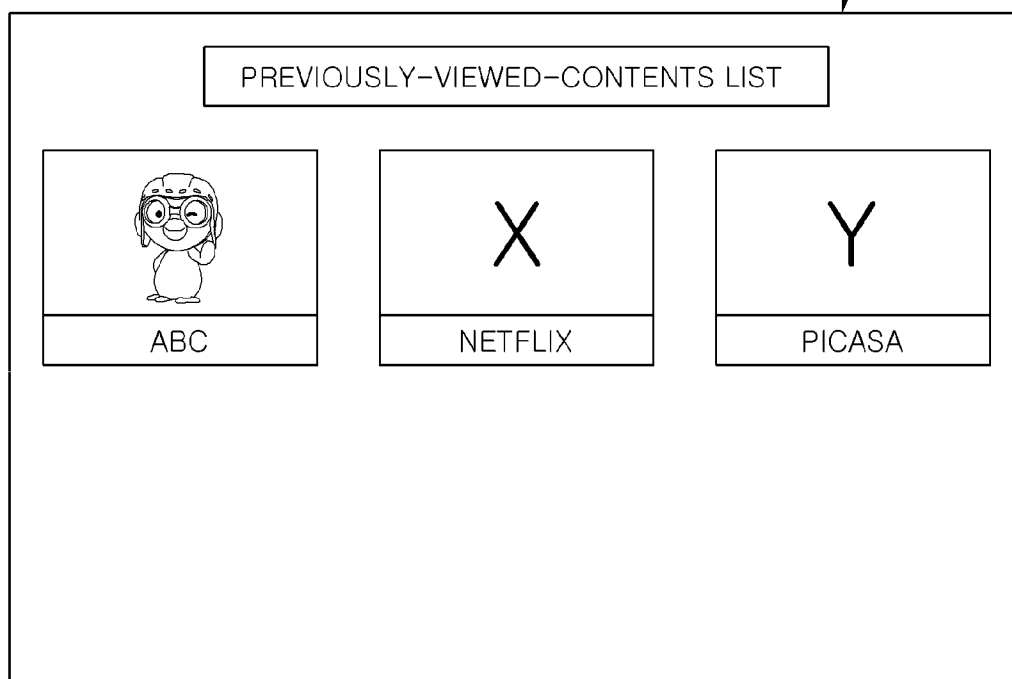 PREVIOUSLY-VIEWED-CONTENTS LIST
X
Y
ABC
NETFLIX
PICASA